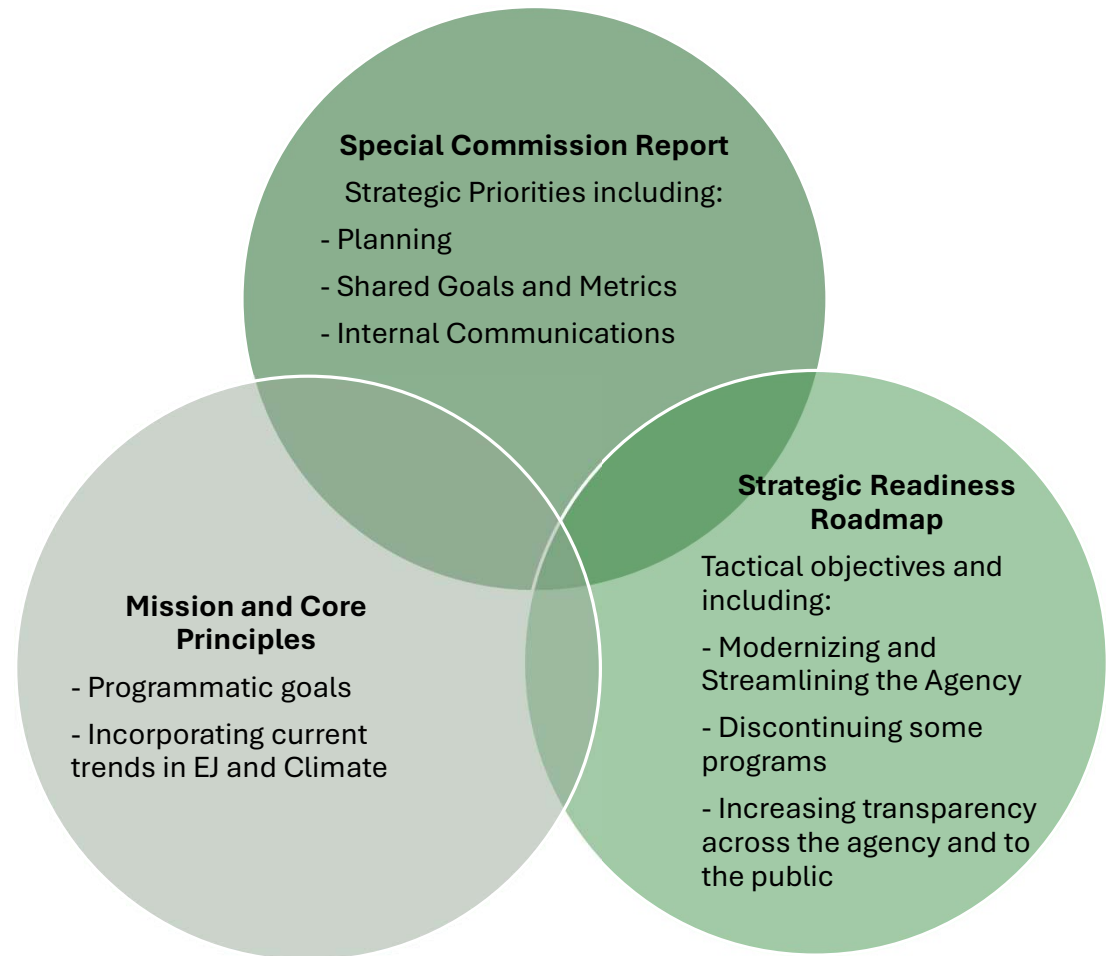 Special Commission Report
Strategic Priorities including:
- Planning
- Shared Goals and Metrics
- Internal Communications
Strategic Readiness
Roadmap
Tactical objectives and
including:
- Modernizing and
Streamlining the Agency
- Discontinuing some
programs
- Increasing transparency
across the agency and to
the public
Mission and Core
Principles
- Programmatic goals
- Incorporating current
trends in EJ and Climate